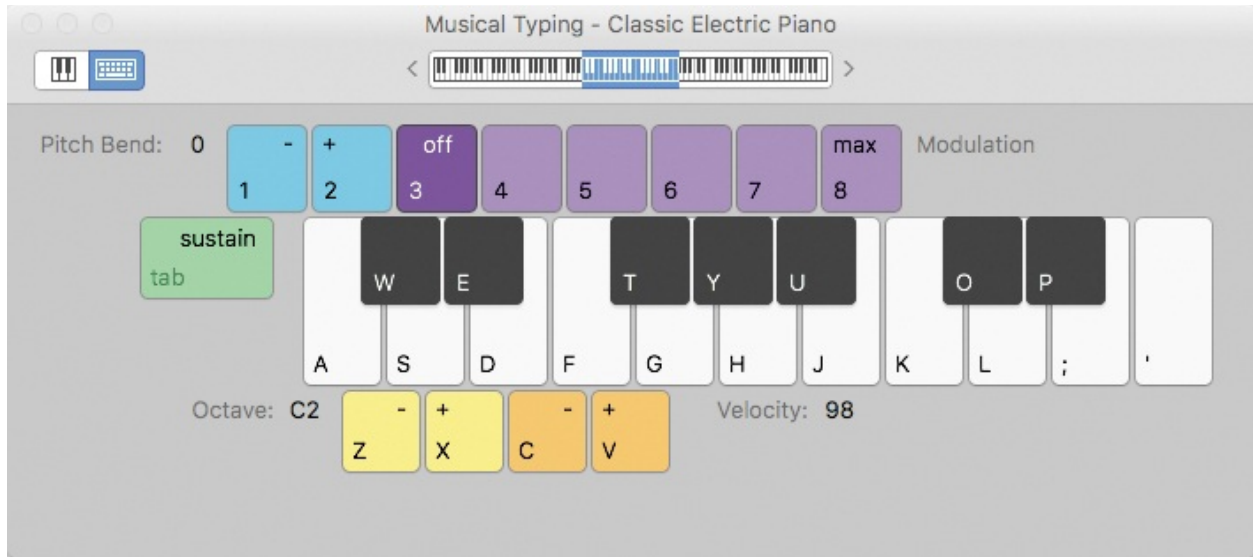 Musical Typing - Classic Electric Piano
< >
Pitch Bend: 0 - + off max Modulation
1 2 3 4 5 6 7 8
sustain
tab
W E T Y U O P
A S D F G H J K L ; '
Octave: C2 - + - + Velocity: 98
Z X C V